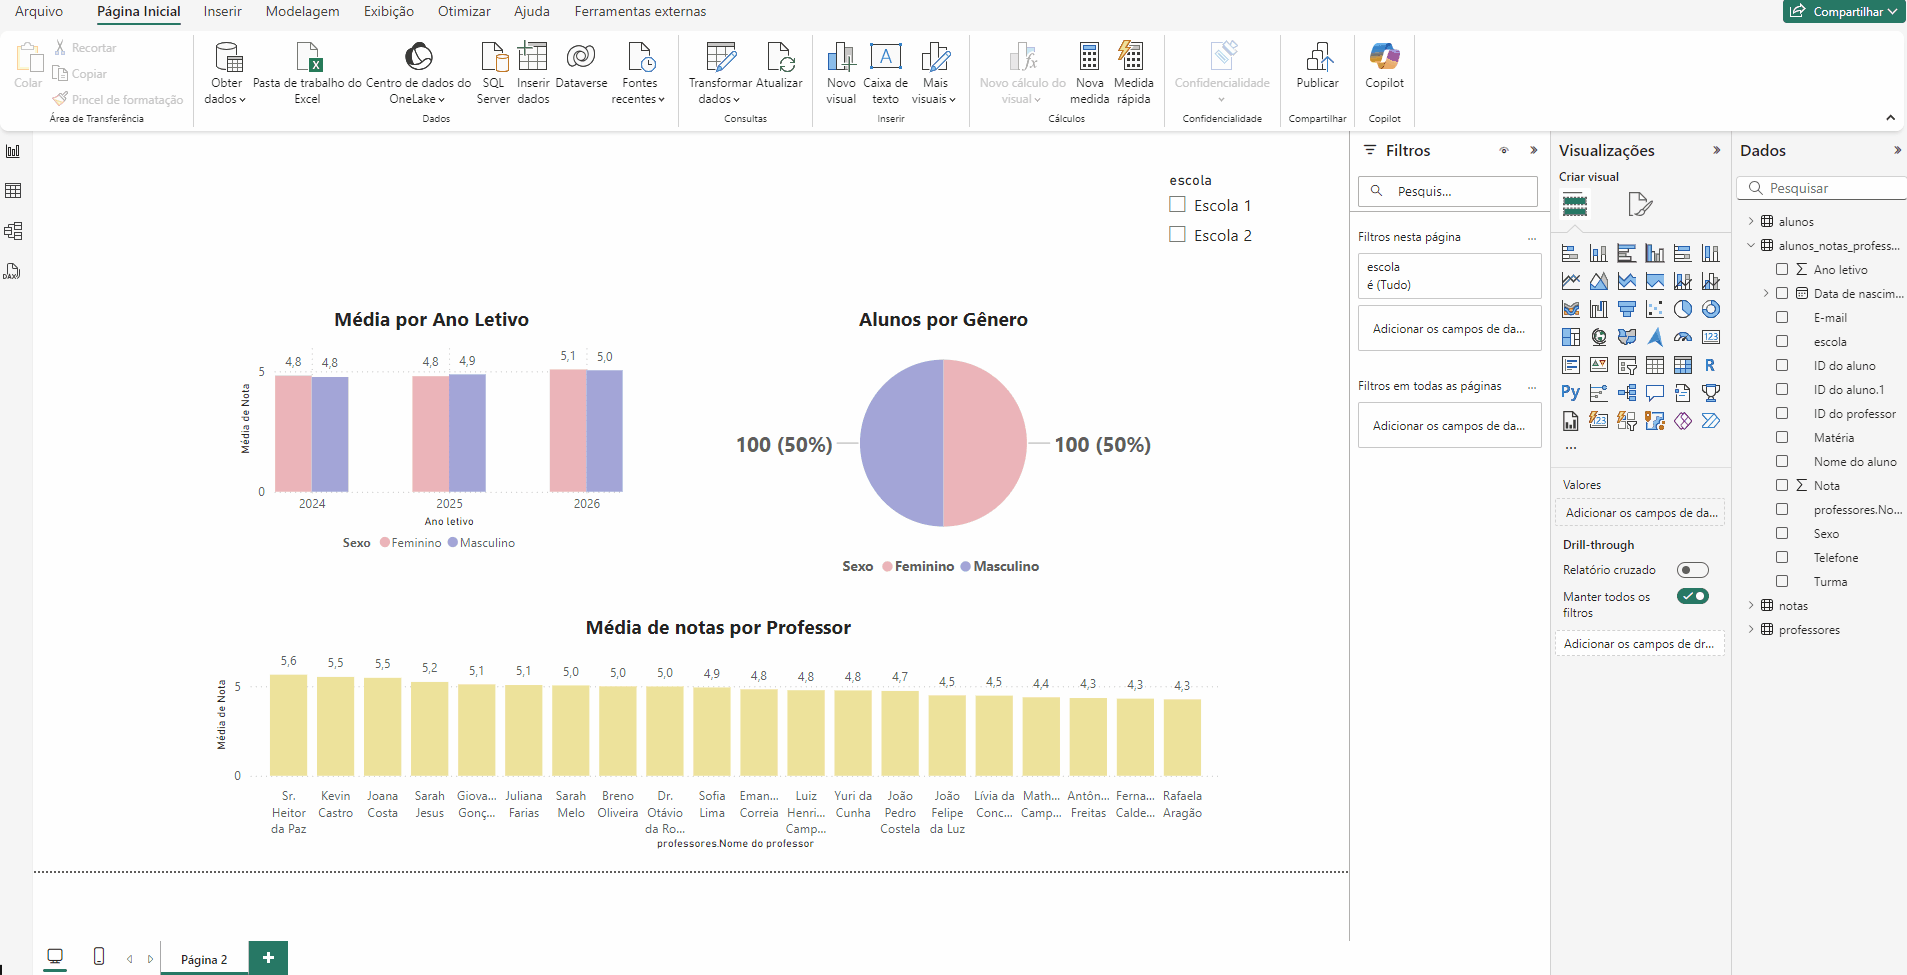 Arquivo Página Inicial Inserir Modelagem Exibição Otimizar Ajuda Ferramentas externas Compartilhar
Colar
Recortar
Copiar
Pincel de formatação
Área de Transferência
Obter dados
Pasta de trabalho do Excel
Centro de dados do OneLake
SQL Server
Inserir dados
Dataverse
Fontes recentes
Dados
Transformar dados
Atualizar
Consultas
Novo visual
Caixa de texto
Mais visuais
Inserir
Novo cálculo do visual
Nova medida
Medida rápida
Cálculos
Confidencialidade
Confidencialidade
Publicar
Compartilhar
Copilot
Copilot
DAX
escola
Escola 1
Escola 2
Média por Ano Letivo
4,8 4,8 4,8 4,9 5,1 5,0
Média de Nota
5
0
2024 2025 2026
Ano letivo
Sexo Feminino Masculino
Alunos por Gênero
100 (50%) 100 (50%)
Sexo Feminino Masculino
Média de notas por Professor
5,6 5,5 5,5 5,2 5,1 5,1 5,0 5,0 5,0 4,9 4,8 4,8 4,8 4,7 4,5 4,5 4,4 4,3 4,3 4,3
Média de Nota
5
0
Sr. Kevin Joana Sarah Giova... Juliana Sarah Breno Dr. Sofia Eman... Luiz Yuri da João João Lívia da Math... Antôn... Ferna... Rafaela
Heitor Castro Costa Jesus Gonç... Farias Melo Oliveira Otávio Lima Correia Henri... Cunha Pedro Felipe Conc... Camp... Freitas Calde... Aragão
da Paz da Ro... Camp... Costela da Luz
professores.Nome do professor
Página 2
Filtros
Pesquis...
Filtros nesta página ...
escola
é (Tudo)
Adicionar os campos de da...
Filtros em todas as páginas ...
Adicionar os campos de da...
Visualizações
Criar visual
123
R
Py
123
...
Valores
Adicionar os campos de da...
Drill-through
Relatório cruzado
Manter todos os
filtros
Adicionar os campos de dr...
Dados
Pesquisar
alunos
alunos_notas_profess...
Ano letivo
Data de nascim...
E-mail
escola
ID do aluno
ID do aluno.1
ID do professor
Matéria
Nome do aluno
Nota
professores.No...
Sexo
Telefone
Turma
notas
professores